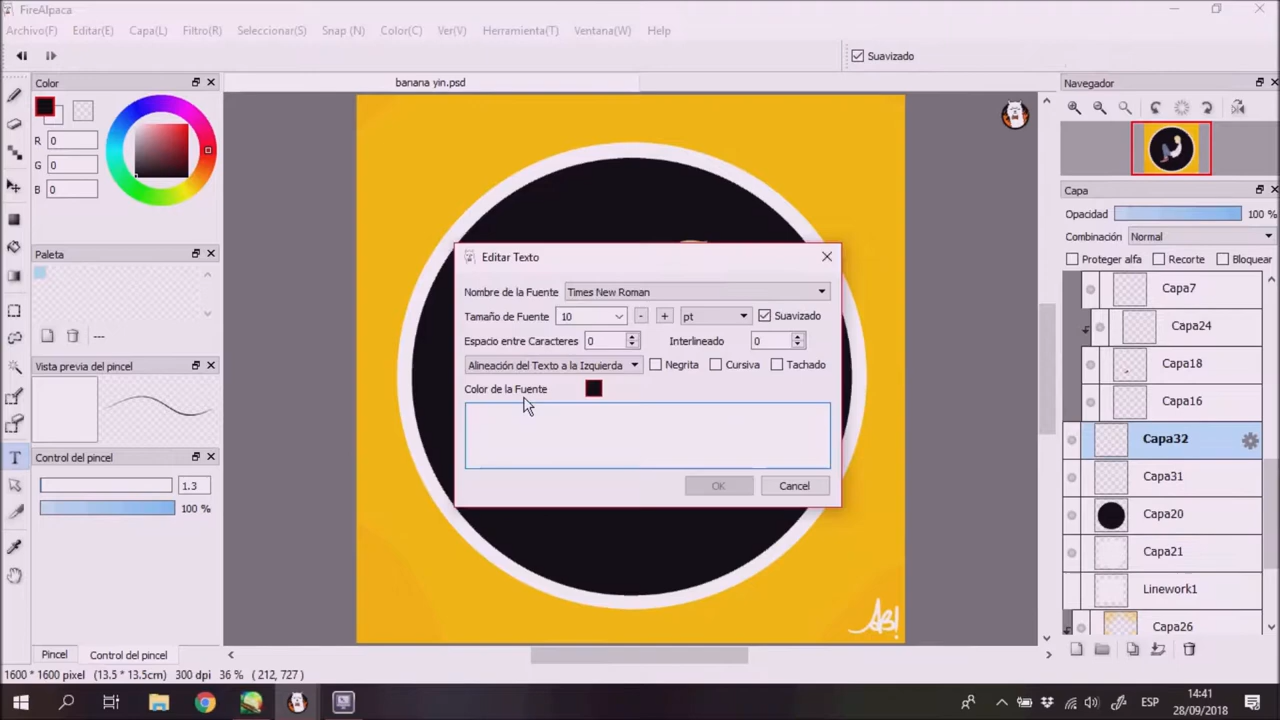 FireAlpaca
Archivo(F) Editar(E) Capa(L) Filtro(R) Seleccionar(S) Snap (N) Color(C) Ver(V) Herramienta(T) Ventana(W) Help
Suavizado
Color
banana yin.psd
Navegador
R 0
G 0
B 0
Capa
Opacidad 100 %
Combinación Normal
Proteger alfa Recorte Bloquear
Paleta
---
Editar Texto
Nombre de la Fuente Times New Roman
Tamaño de Fuente 10 - + pt Suavizado
Espacio entre Caracteres 0 Interlineado 0
Alineación del Texto a la Izquierda Negrita Cursiva Tachado
Color de la Fuente
OK Cancel
Capa7
Capa24
Capa18
Capa16
Capa32
Capa31
Capa20
Capa21
Linework1
Capa26
Vista previa del pincel
T
Control del pincel
1.3
100 %
AB!
Pincel Control del pincel
1600 * 1600 pixel (13.5 * 13.5cm) 300 dpi 36 % ( 212, 727 )
ESP
14:41
28/09/2018